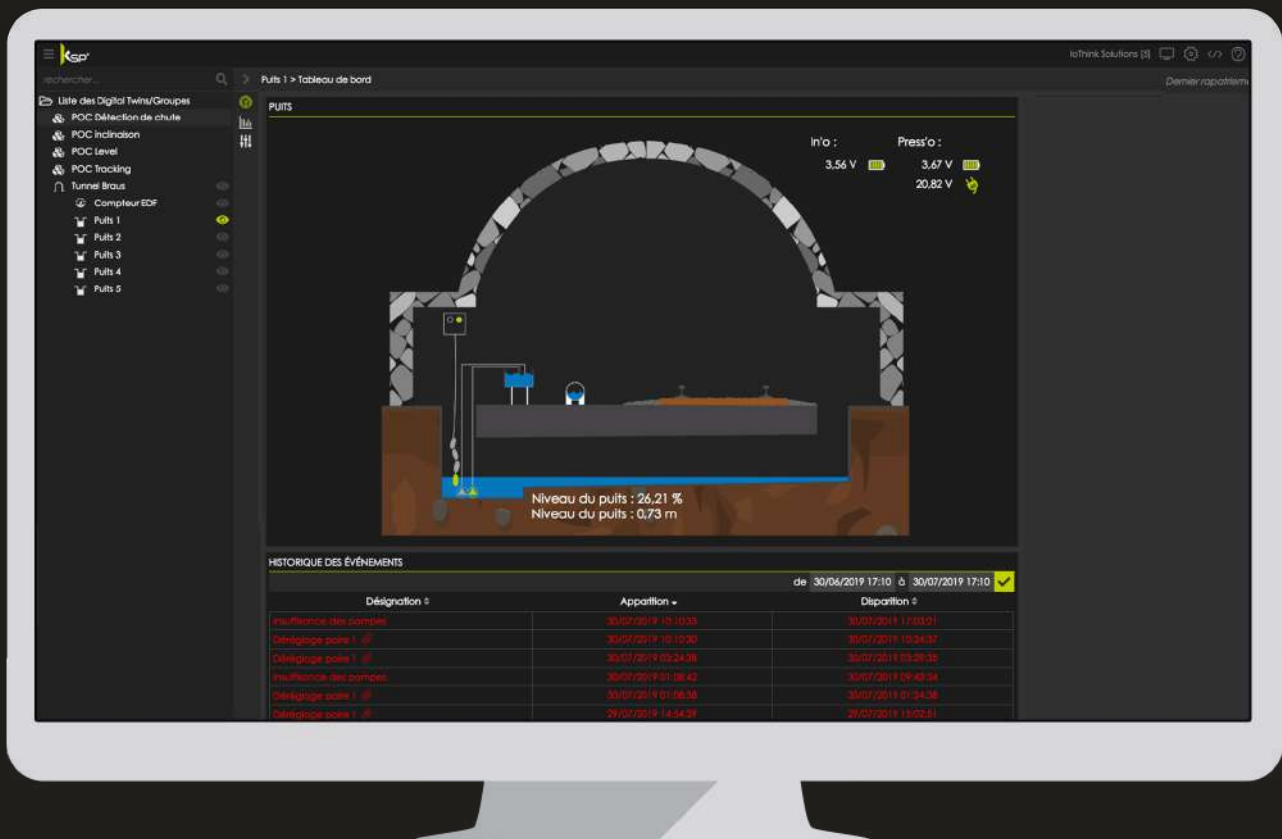 KSP
IoThink Solutions [3]
rechercher...
Puits 1 > Tableau de bord
Liste des Digital Twins/Groupes
POC Détection de chute
POC inclinaison
POC Level
POC Tracking
Tunnel Braus
Compteur EDF
Puits 1
Puits 2
Puits 3
Puits 4
Puits 5
PUITS
In'o : Press'o :
3,56 V 3,67 V
20,82 V
Niveau du puits : 26,21 %
Niveau du puits : 0,73 m
HISTORIQUE DES ÉVÉNEMENTS
de 30/06/2019 17:10 à 30/07/2019 17:10
Désignation Apparition Disparition
Insuffisance des pompes 30/07/2019 10:10:33 30/07/2019 17:03:21
Déréglage poire 1 30/07/2019 10:10:30 30/07/2019 10:34:37
Déréglage poire 1 30/07/2019 03:24:38 30/07/2019 03:29:35
Insuffisance des pompes 30/07/2019 01:08:42 30/07/2019 09:43:34
Déréglage poire 1 30/07/2019 01:08:38 30/07/2019 01:34:38
Déréglage poire 1 29/07/2019 14:54:39 29/07/2019 15:02:51